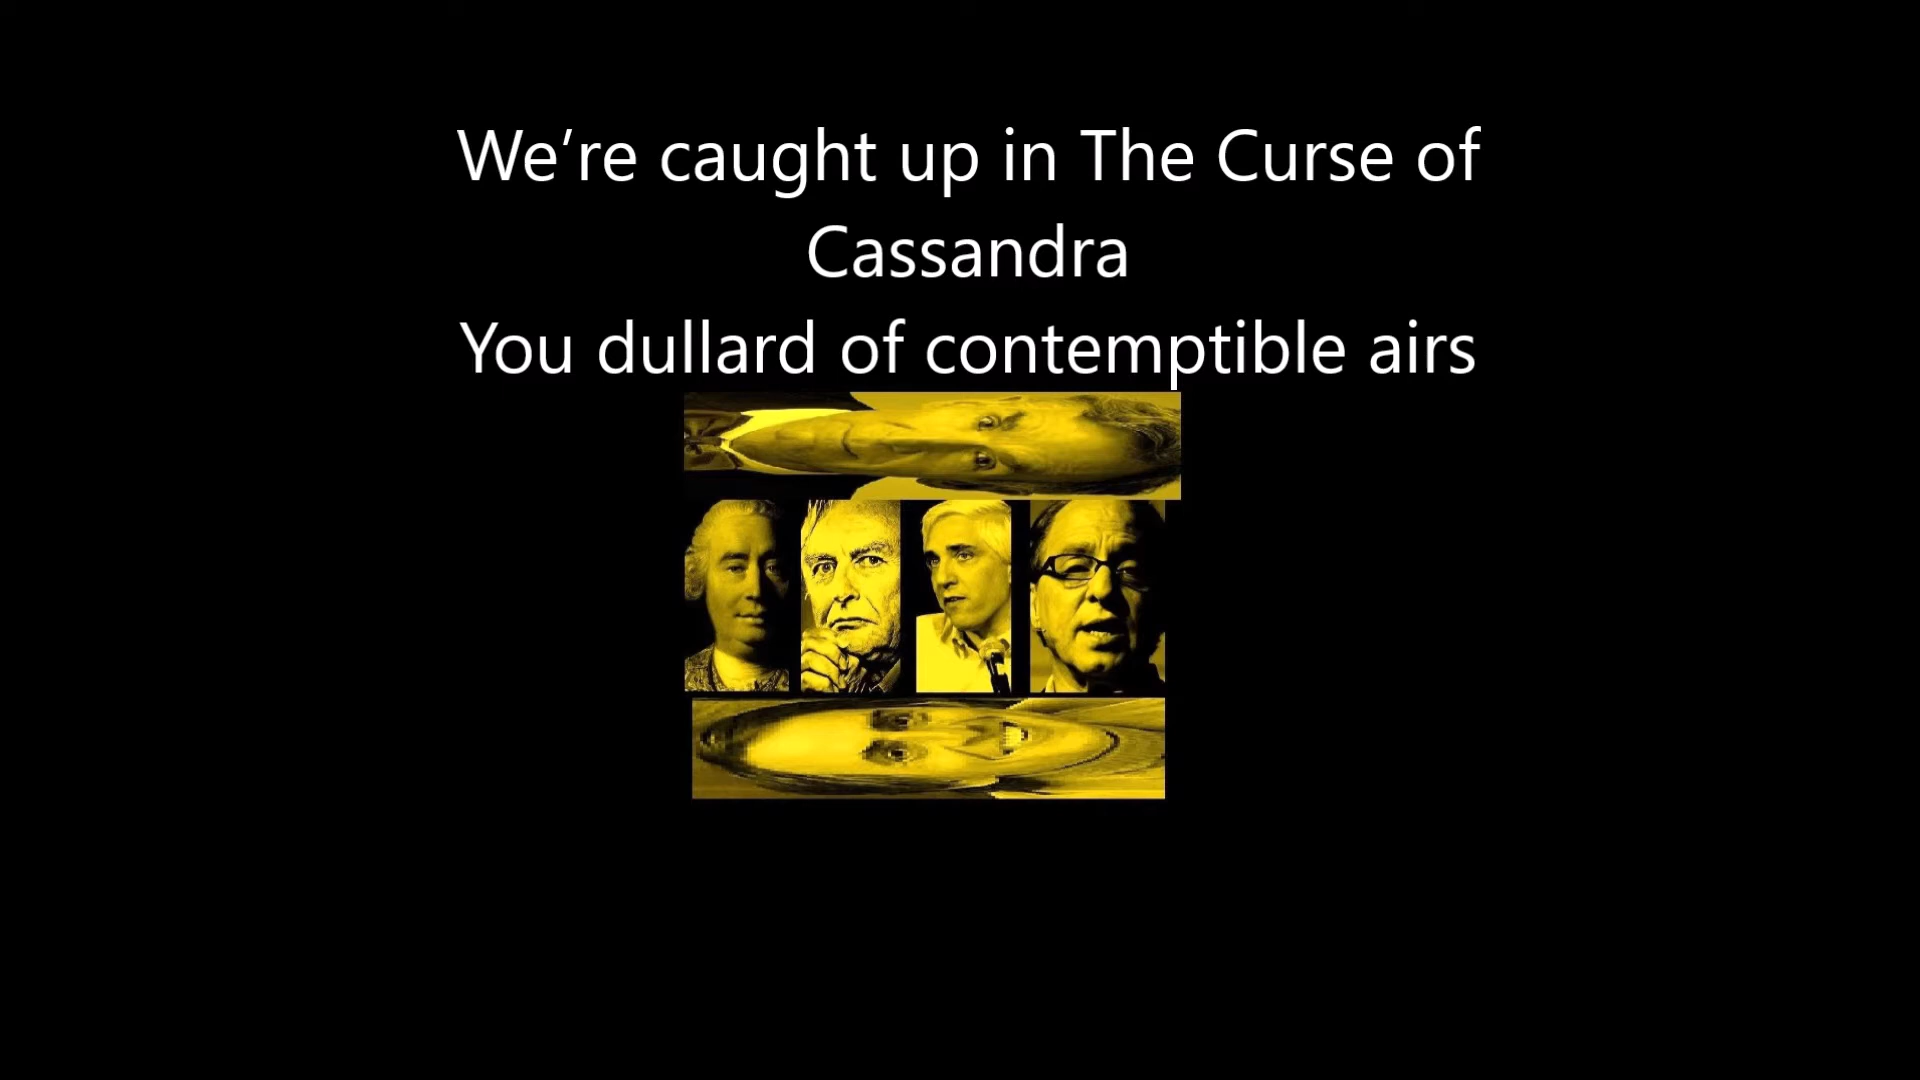 We’re caught up in The Curse of
Cassandra
You dullard of contemptible airs